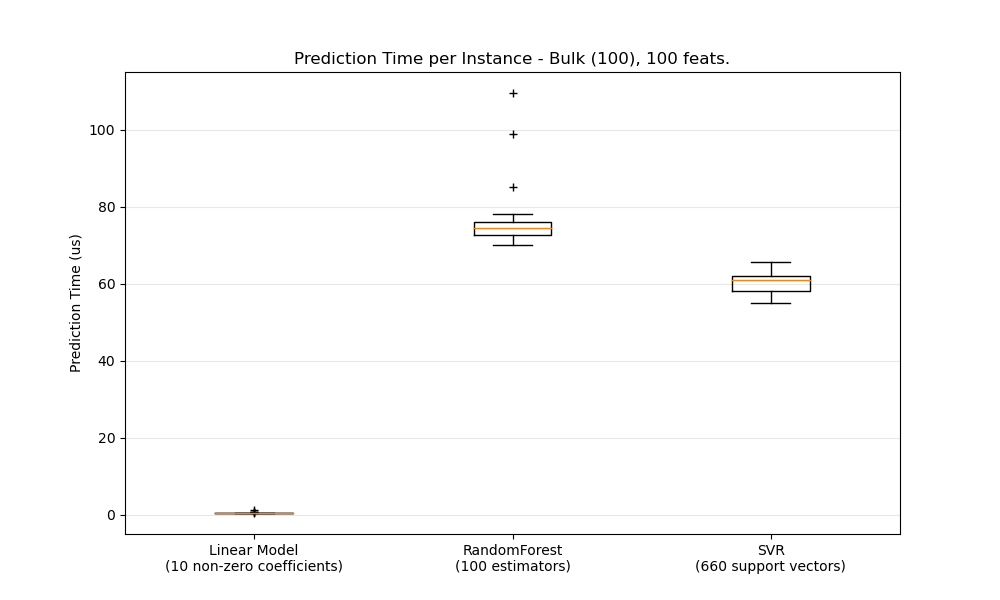 Prediction Time per Instance - Bulk (100), 100 feats.
Prediction Time (us)
100
80
60
40
20
0
Linear Model
(10 non-zero coefficients)
RandomForest
(100 estimators)
SVR
(660 support vectors)